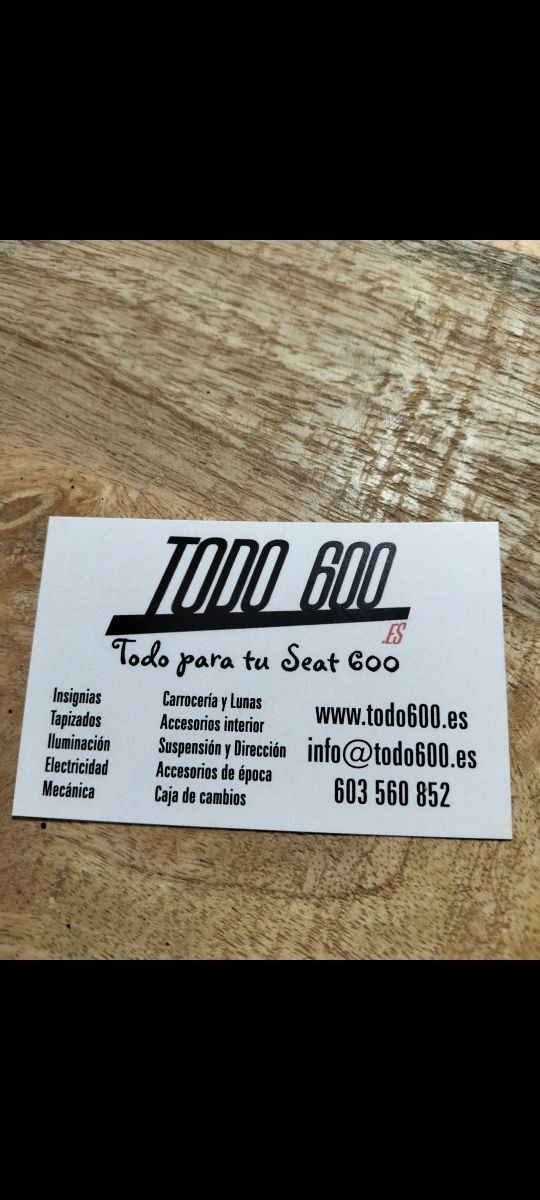 TODO 600
.ES
Todo para tu Seat 600
Insignias
Tapizados
Iluminación
Electricidad
Mecánica
Carrocería y Lunas
Accesorios interior
Suspensión y Dirección
Accesorios de época
Caja de cambios
www.todo600.es
info@todo600.es
603 560 852